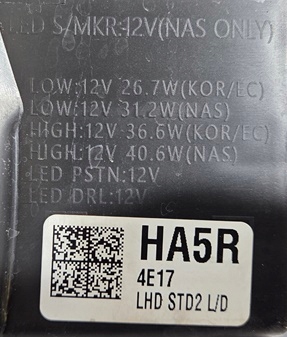 LED S/MKR:12V(NAS ONLY)
LOW:12V 26.7W(KOR/EC)
LOW:12V 31.2W(NAS)
HIGH:12V 36.6W(KOR/EC)
HIGH:12V 40.6W(NAS)
LED PSTN:12V
LED DRL:12V
HA5R
4E17
LHD STD2 L/D